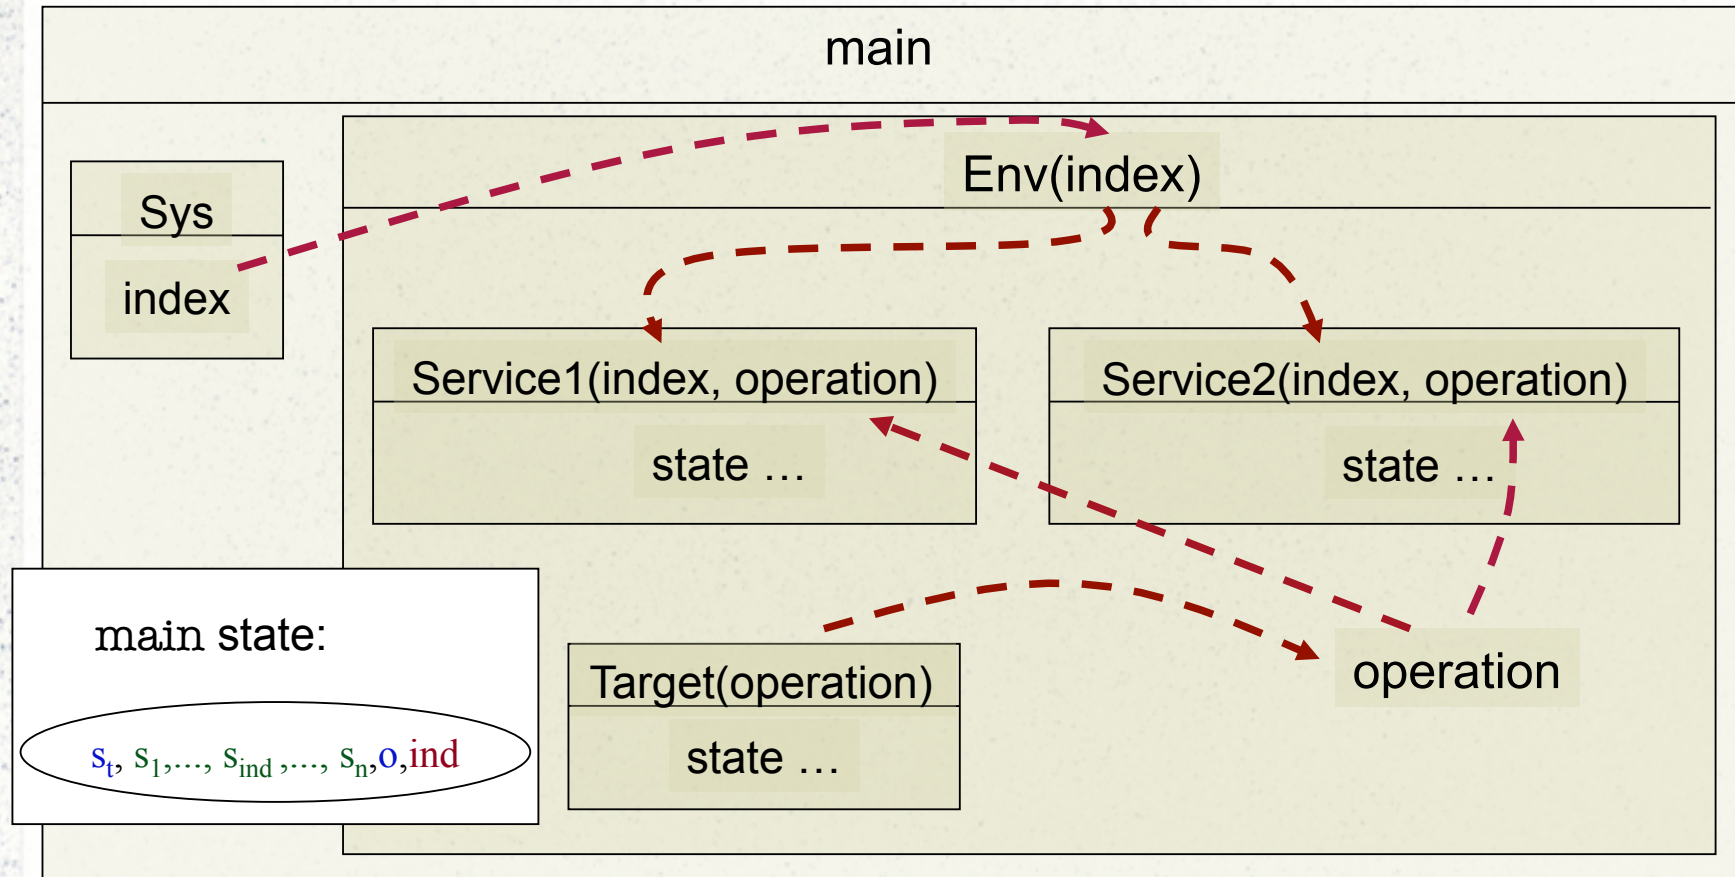 main
Env(index)
Sys
index
Service1(index, operation)
state …
Service2(index, operation)
state …
main state:
sₜ, s₁,..., s_ind ,..., sₙ,o,ind
Target(operation)
state …
operation